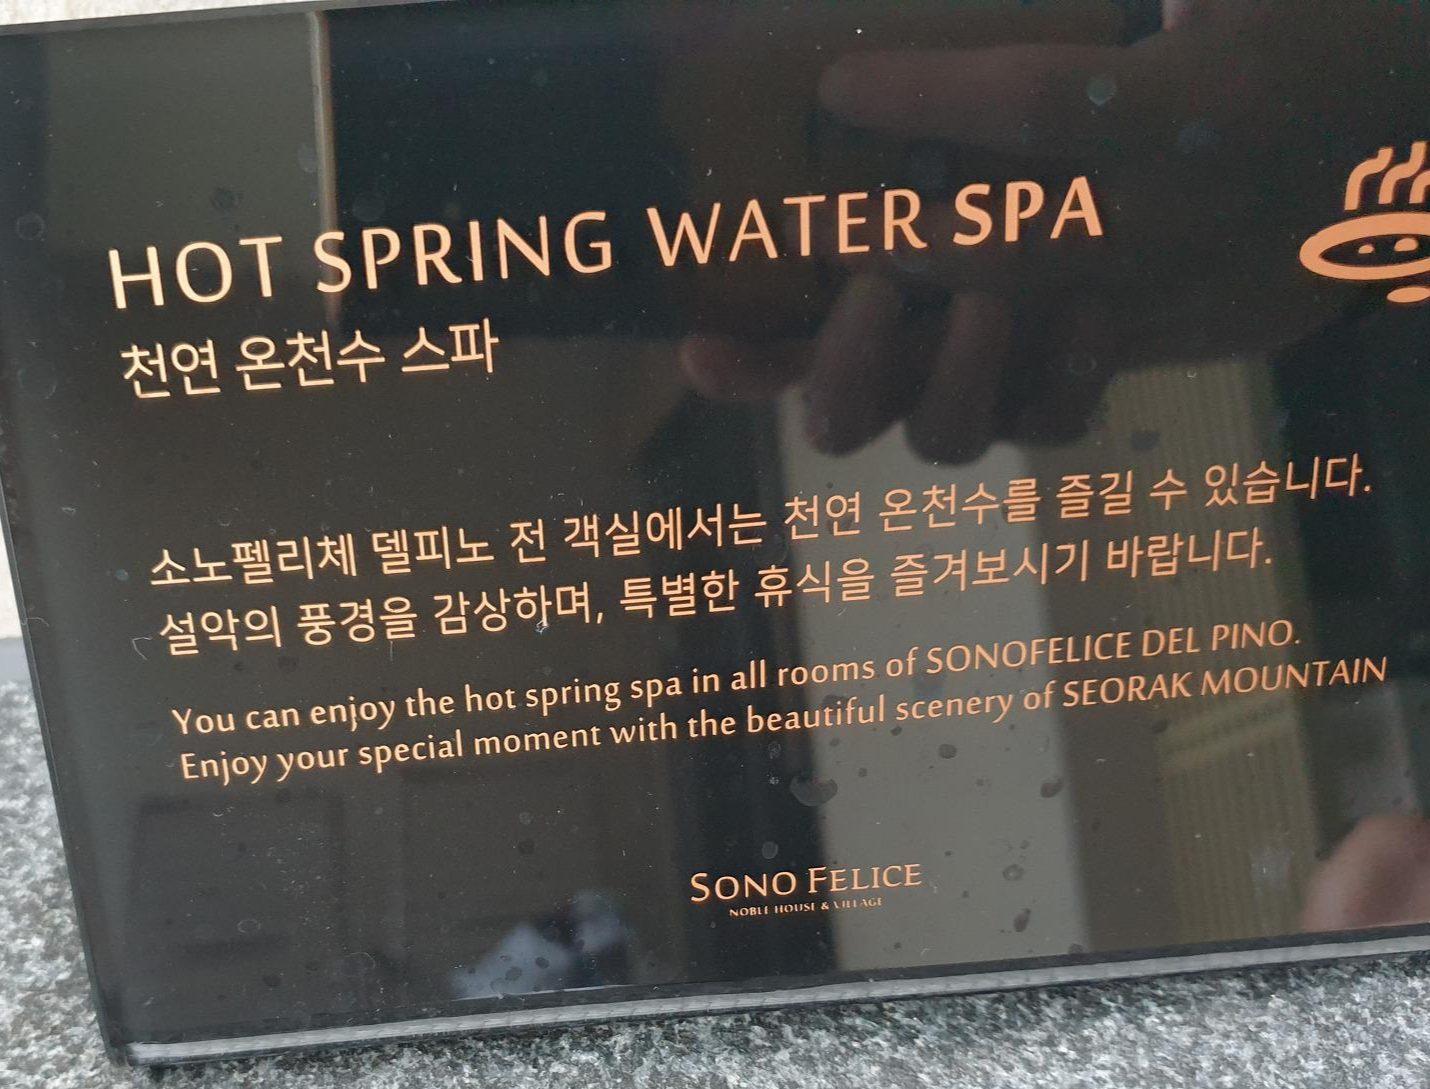 HOT SPRING WATER SPA
천연 온천수 스파
소노펠리체 델피노 전 객실에서는 천연 온천수를 즐길 수 있습니다.
설악의 풍경을 감상하며, 특별한 휴식을 즐겨보시기 바랍니다.
You can enjoy the hot spring spa in all rooms of SONOFELICE DEL PINO.
Enjoy your special moment with the beautiful scenery of SEORAK MOUNTAIN
SONO FELICE
NOBLE HOUSE & VILLAGE